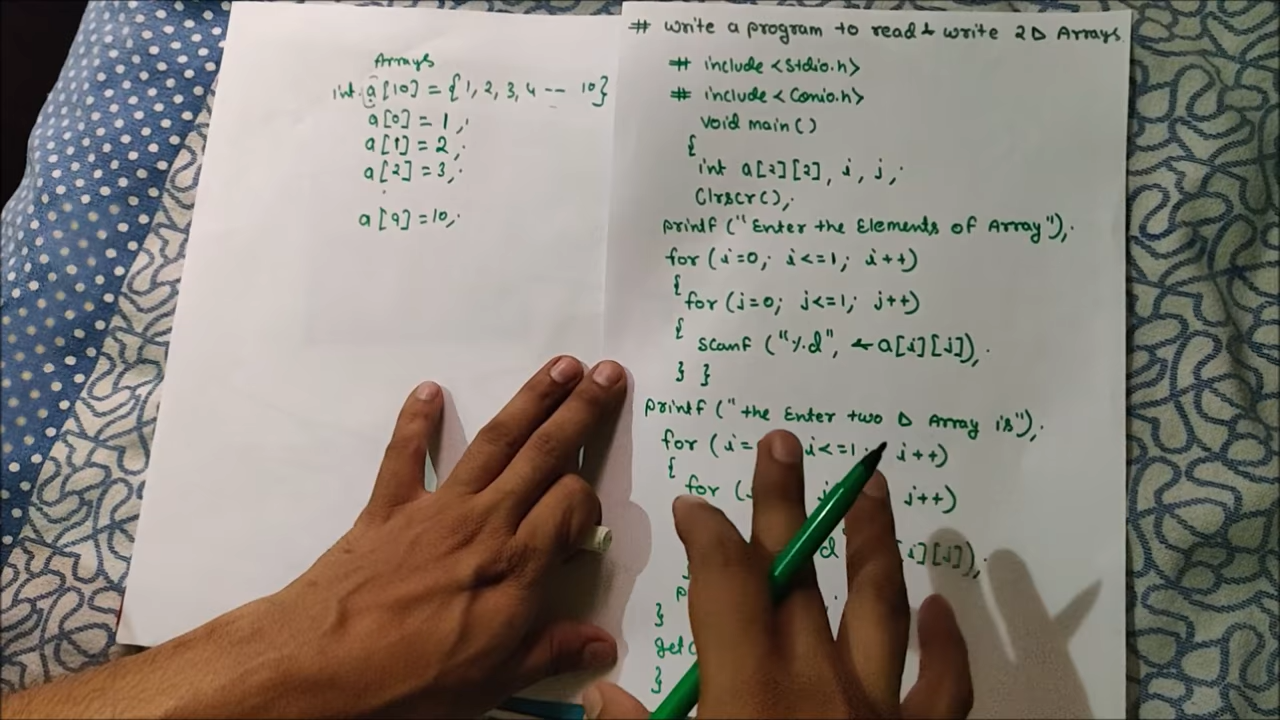 Arrays
int a[10] = {1, 2, 3, 4 -- 10}
a[0] = 1;
a[1] = 2;
a[2] = 3;
a[9] = 10;
# write a program to read & write 2D Arrays
# include <stdio.h>
# include <Conio.h>
void main()
{
int a[2][2], i, j;
Clrscr();
printf ("Enter the Elements of Array");
for (i=0; i<=1; i++)
{
for (j=0; j<=1; j++)
{
scanf ("%d", &a[i][j]);
} }
printf ("the Enter two D Array is");
for (i= i<=1; i++)
{
for ( j++)
d [i][j]);
}
}